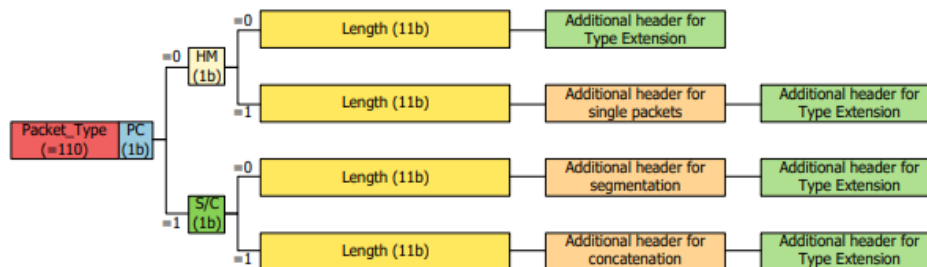 =0
Length (11b)
Additional header for
Type Extension
=0
HM
(1b)
=1
Length (11b)
Additional header for
single packets
Additional header for
Type Extension
Packet_Type
(=110)
PC
(1b)
=0
Length (11b)
Additional header for
segmentation
Additional header for
Type Extension
=1
S/C
(1b)
=1
Length (11b)
Additional header for
concatenation
Additional header for
Type Extension